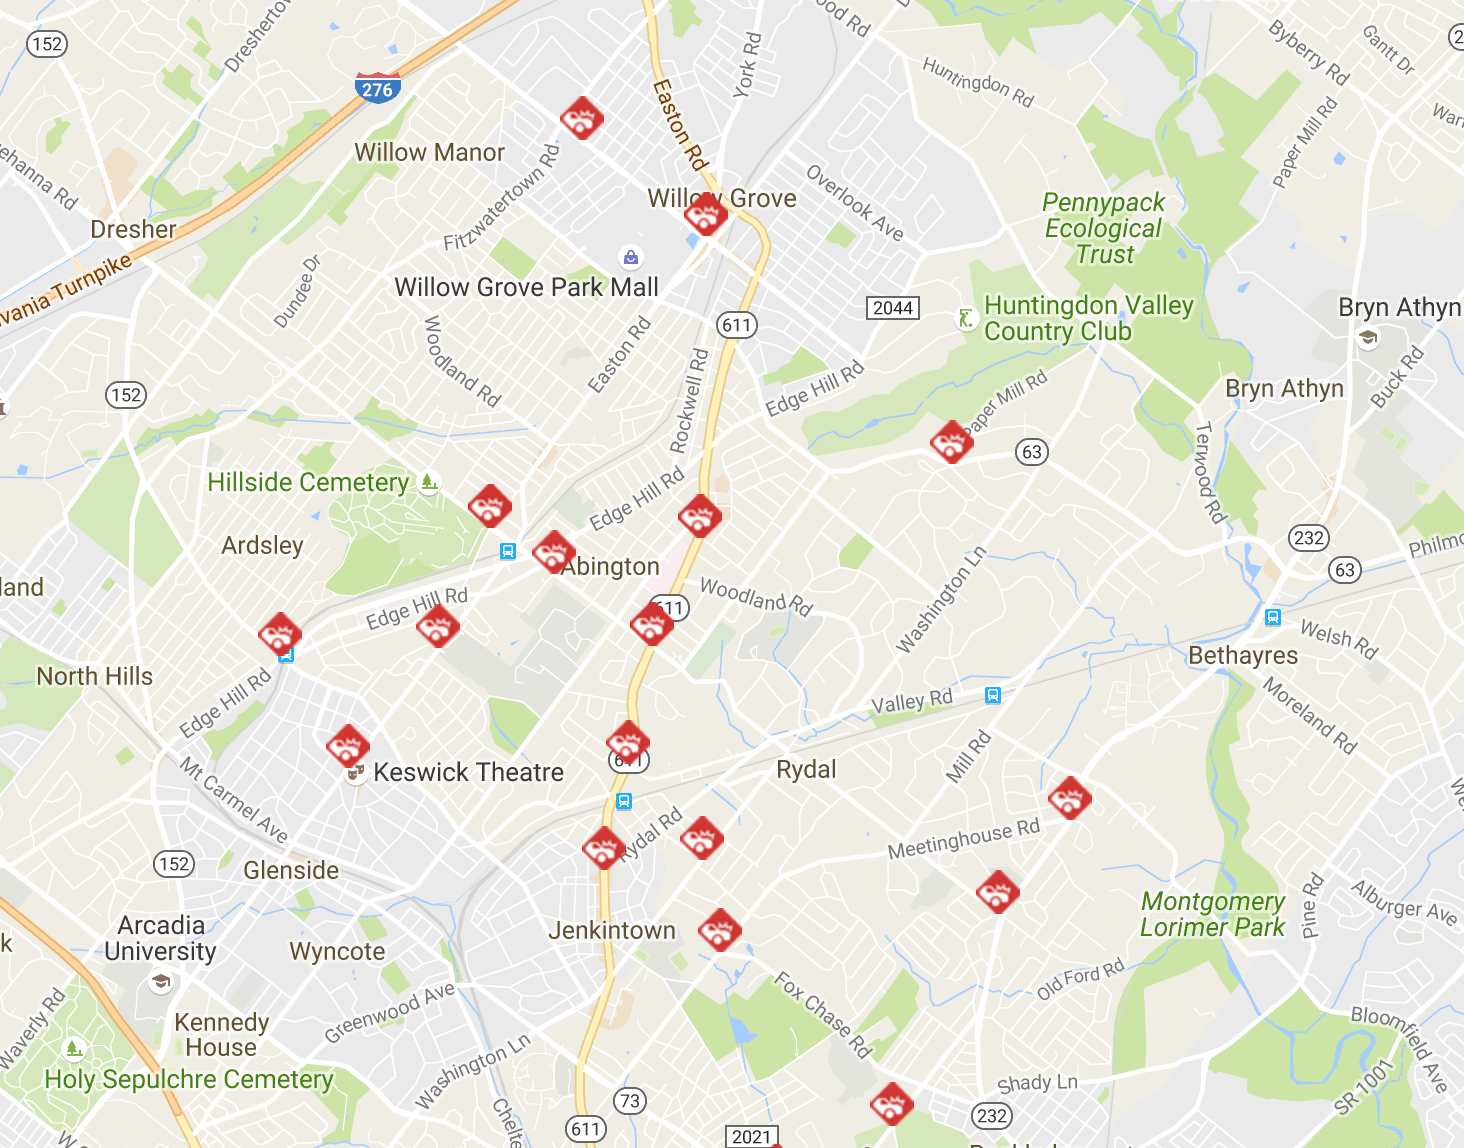 ood Rd
152
Dreshertow
York Rd
Byberry Rd
Gantt Dr
2
276
Huntingdon Rd
Easton Rd
Paper Mill Rd
Warr
ehanna Rd
Willow Manor
Fitzwatertown Rd
Willow Grove
Overlook Ave
Pennypack
Ecological
Trust
Dresher
vania Turnpike
Dundee Dr
Willow Grove Park Mall
2044
Huntingdon Valley
Country Club
Bryn Athyn
611
Woodland Rd
Easton Rd
Rockwell Rd
Edge Hill Rd
Paper Mill Rd
Bryn Athyn
Buck Rd
152
63
Terwood Rd
Hillside Cemetery
Edge Hill Rd
Ardsley
232
Philmo
63
Abington
land
Edge Hill Rd
611
Woodland Rd
Washington Ln
Welsh Rd
Bethayres
North Hills
Edge Hill Rd
Valley Rd
Moreland Rd
Mill Rd
611
Keswick Theatre
Rydal
We
Mt Carmel Ave
Rydal Rd
Meetinghouse Rd
152
Glenside
Arcadia
University
Jenkintown
Montgomery
Lorimer Park
Pine Rd
Alburger Ave
k
Wyncote
Old Ford Rd
Greenwood Ave
Fox Chase Rd
Waverly Rd
Kennedy
House
Bloomfield Ave
Washington Ln
Holy Sepulchre Cemetery
Shady Ln
SR 1001
73
Chelte
232
611
2021